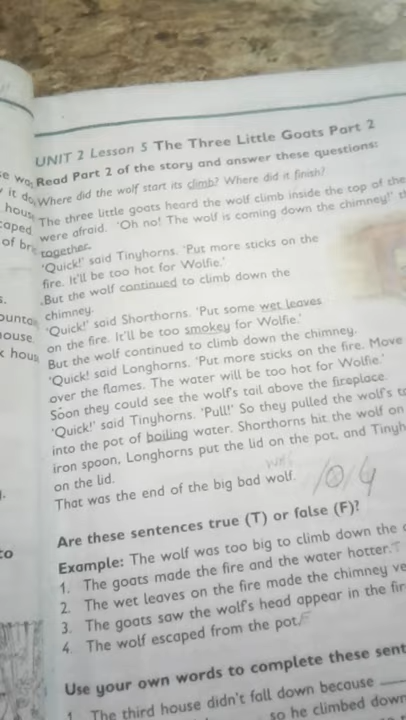 UNIT 2 Lesson 5 The Three Little Goats Part 2
Read Part 2 of the story and answer these questions:
Where did the wolf start its climb? Where did it finish?
The three little goats heard the wolf climb inside the top of the
were afraid. 'Oh no! The wolf is coming down the chimney!'
together.
'Quick!' said Tinyhorns. 'Put more sticks on the
fire. It'll be too hot for Wolfie.'
But the wolf continued to climb down the
chimney.
'Quick!' said Shorthorns. 'Put some wet leaves
on the fire. It'll be too smokey for Wolfie.'
But the wolf continued to climb down the chimney.
'Quick! said Longhorns. 'Put more sticks on the fire. Move
over the flames. The water will be too hot for Wolfie.'
Soon they could see the wolf's tail above the fireplace.
'Quick!' said Tinyhorns. 'Pull!' So they pulled the wolf's
into the pot of boiling water. Shorthorns hit the wolf on
iron spoon, Longhorns put the lid on the pot, and Tinyh
on the lid.
That was the end of the big bad wolf.
Are these sentences true (T) or false (F)?
Example: The wolf was too big to climb down the
1. The goats made the fire and the water hotter. T
2. The wet leaves on the fire made the chimney ve
3. The goats saw the wolf's head appear in the fir
4. The wolf escaped from the pot. F
Use your own words to complete these sent
1 The third house didn't fall down because
so he climbed down